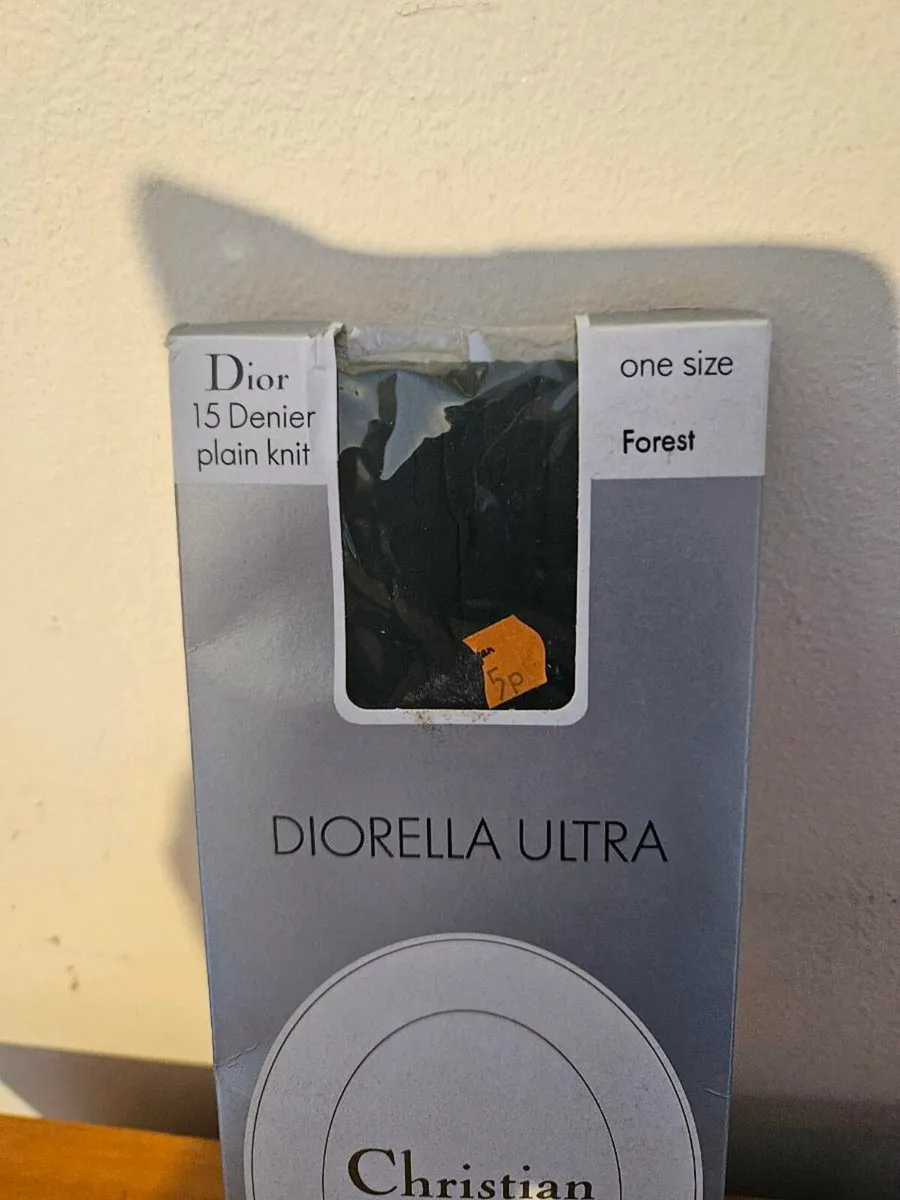 Dior
15 Denier
plain knit
one size
Forest
5p
DIORELLA ULTRA
Christian